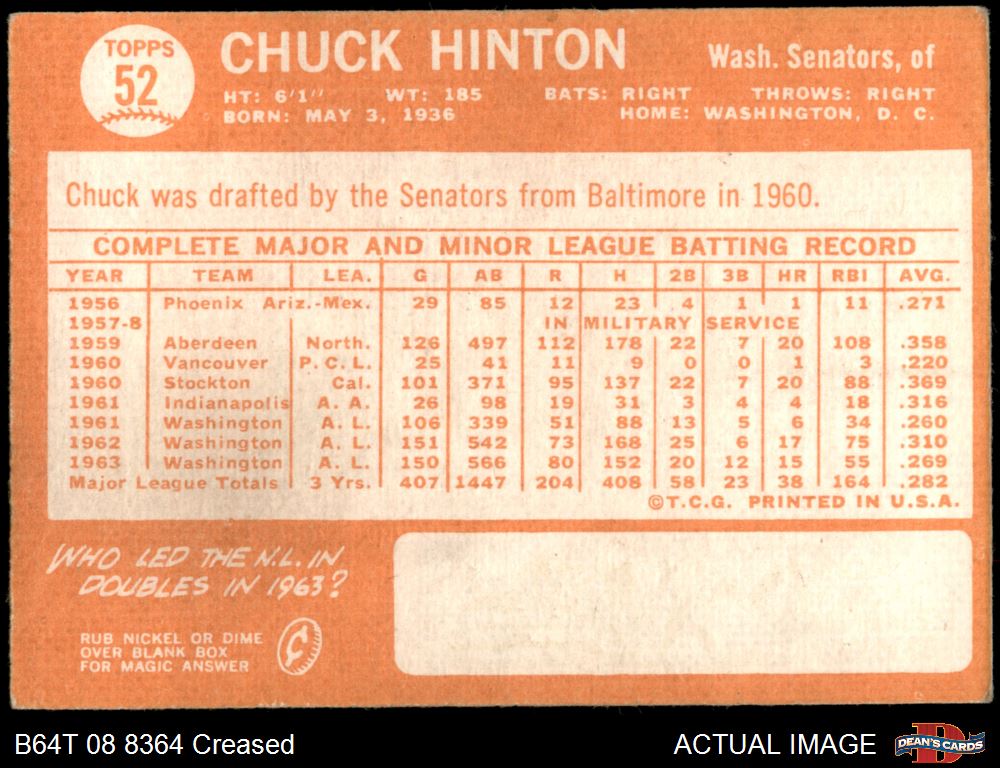 TOPPS
52
CHUCK HINTON
Wash. Senators, of
HT: 6'1" WT: 185 BATS: RIGHT THROWS: RIGHT
BORN: MAY 3, 1936 HOME: WASHINGTON, D. C.
Chuck was drafted by the Senators from Baltimore in 1960.
COMPLETE MAJOR AND MINOR LEAGUE BATTING RECORD
YEAR TEAM LEA. G AB R H 2B 3B HR RBI AVG.
1956 Phoenix Ariz.-Mex. 29 85 12 23 4 1 1 11 .271
1957-8 IN MILITARY SERVICE
1959 Aberdeen North. 126 497 112 178 22 7 20 108 .358
1960 Vancouver P.C.L. 25 41 11 9 0 0 1 3 .220
1960 Stockton Cal. 101 371 95 137 22 7 20 88 .369
1961 Indianapolis A. A. 26 98 19 31 3 4 4 18 .316
1961 Washington A. L. 106 339 51 88 13 5 6 34 .260
1962 Washington A. L. 151 542 73 168 25 6 17 75 .310
1963 Washington A. L. 150 566 80 152 20 12 15 55 .269
Major League Totals 3 Yrs. 407 1447 204 408 58 23 38 164 .282
©T.C.G. PRINTED IN U.S.A.
WHO LED THE N.L. IN
DOUBLES IN 1963?
RUB NICKEL OR DIME
OVER BLANK BOX
FOR MAGIC ANSWER
¢
B64T 08 8364 Creased
ACTUAL IMAGE
DEAN'S CARDS